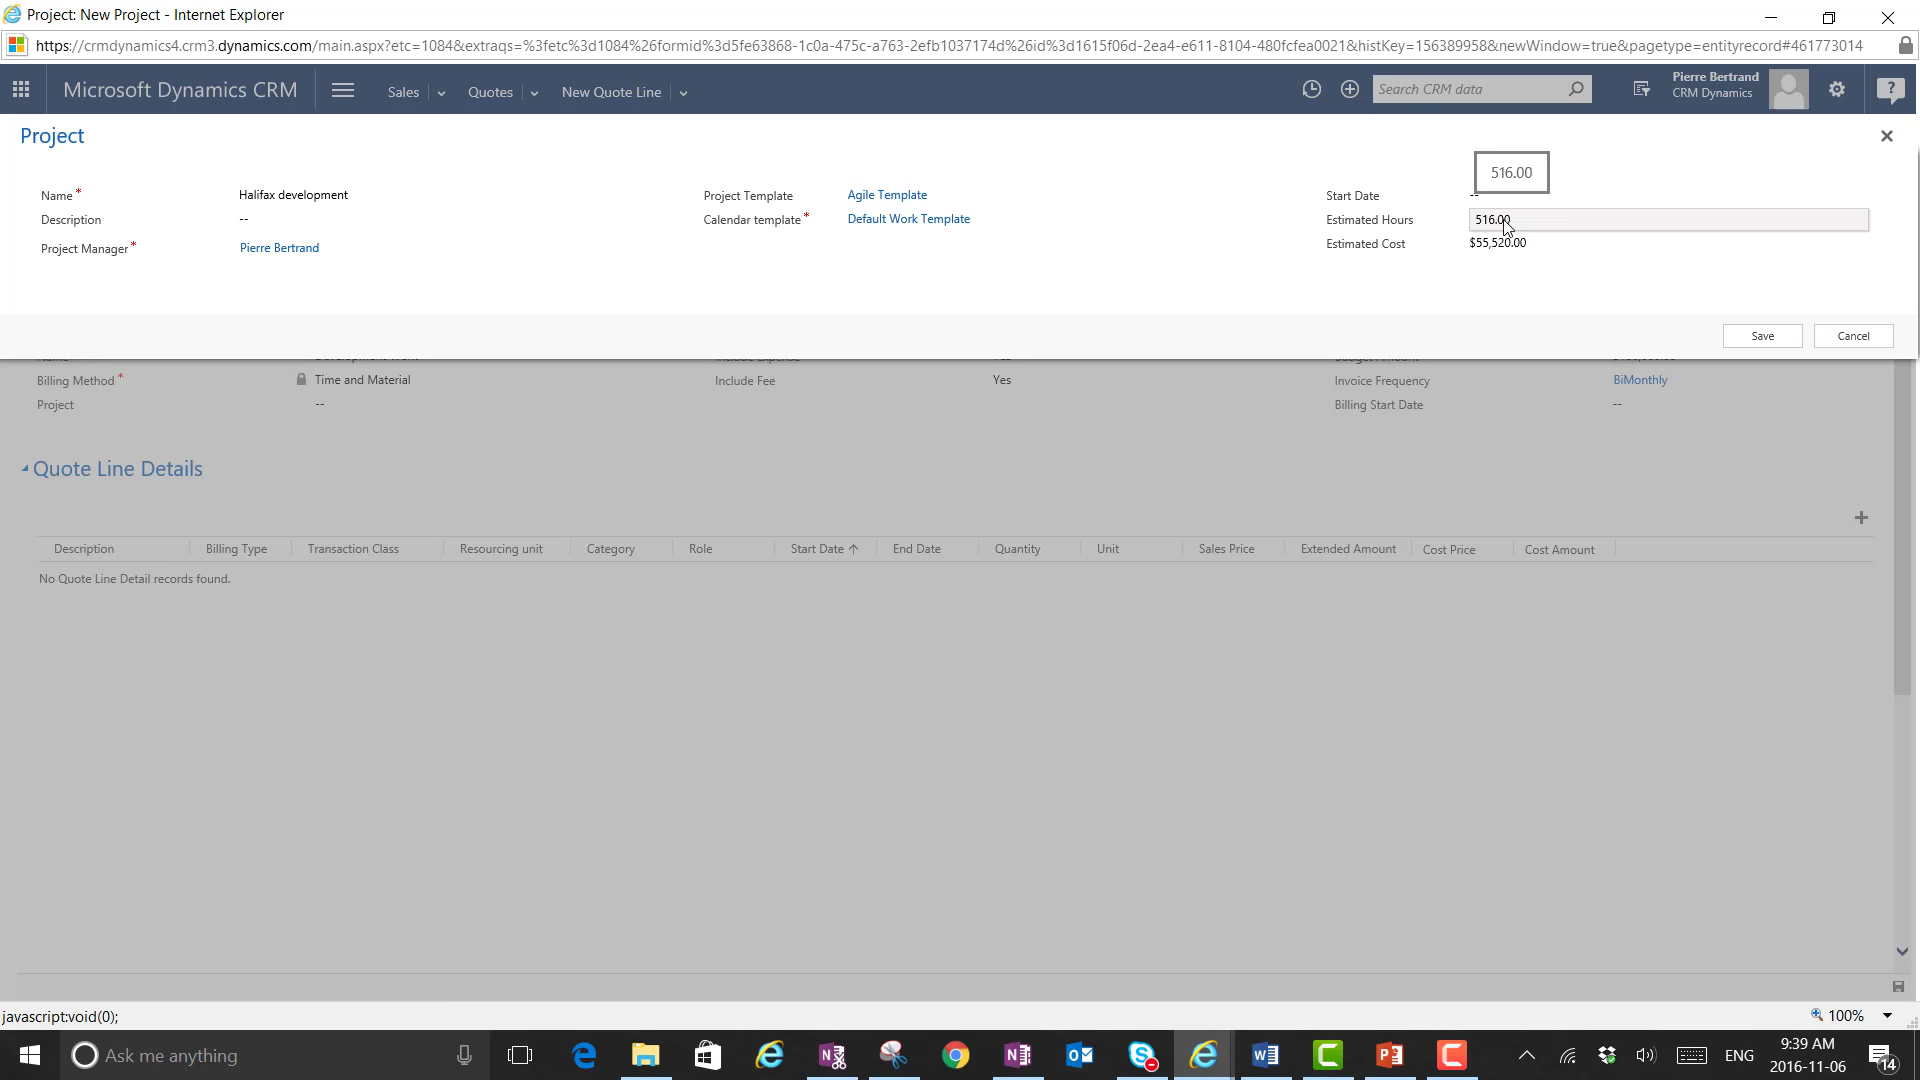 Project: New Project - Internet Explorer
https://crmdynamics4.crm3.dynamics.com/main.aspx?etc=1084&extraqs=%3fetc%3d1084%26formid%3d5fe63868-1c0a-475c-a763-2efb1037174d%26id%3d1615f06d-2ea4-e611-8104-480fcfea0021&histKey=156389958&newWindow=true&pagetype=entityrecord#461773014
Microsoft Dynamics CRM Sales Quotes New Quote Line Search CRM data Pierre Bertrand
CRM Dynamics
Project
516.00
Name * Halifax development Project Template Agile Template Start Date --
Description -- Calendar template * Default Work Template Estimated Hours 516.00
Project Manager * Pierre Bertrand Estimated Cost $55,520.00
Save Cancel
Billing Method * Time and Material Include Fee Yes Invoice Frequency BiMonthly
Project -- Billing Start Date --
Quote Line Details
Description Billing Type Transaction Class Resourcing unit Category Role Start Date End Date Quantity Unit Sales Price Extended Amount Cost Price Cost Amount
No Quote Line Detail records found.
javascript:void(0);
100%
Ask me anything
ENG
9:39 AM
2016-11-06
14